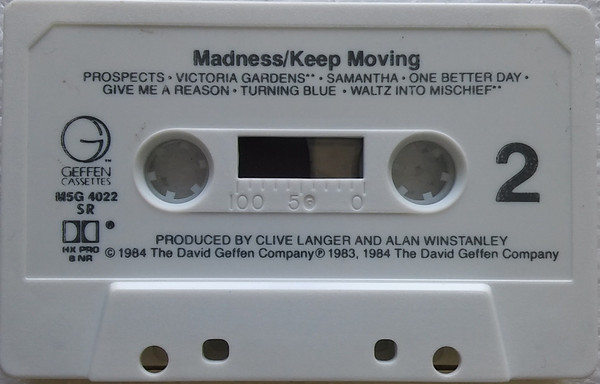 Madness/Keep Moving
PROSPECTS • VICTORIA GARDENS** • SAMANTHA • ONE BETTER DAY •
GIVE ME A REASON • TURNING BLUE • WALTZ INTO MISCHIEF**
G
GEFFEN™
CASSETTES
M5G 4022
SR
HX PRO
B NR
100 50 0
2
PRODUCED BY CLIVE LANGER AND ALAN WINSTANLEY
© 1984 The David Geffen Company ℗ 1983, 1984 The David Geffen Company